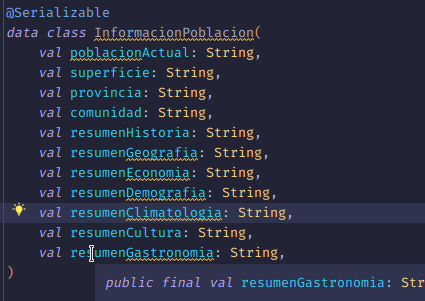 @Serializable
data class InformacionPoblacion(
val poblacionActual: String,
val superficie: String,
val provincia: String,
val comunidad: String,
val resumenHistoria: String,
val resumenGeografia: String,
val resumenEconomia: String,
val resumenDemografia: String,
val resumenClimatologia: String,
val resumenCultura: String,
val resumenGastronomia: String,
)
public final val resumenGastronomia: Str